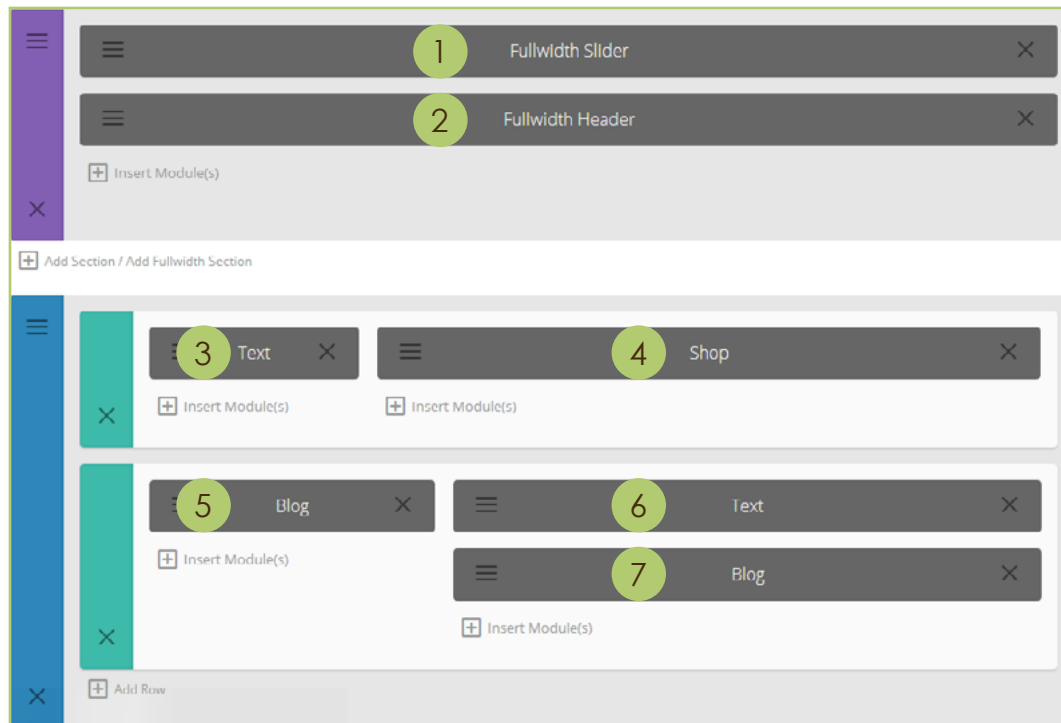 1 Fullwidth Slider
2 Fullwidth Header
Insert Module(s)
Add Section / Add Fullwidth Section
3 Text
4 Shop
Insert Module(s)
Insert Module(s)
5 Blog
6 Text
Insert Module(s)
7 Blog
Insert Module(s)
Add Row